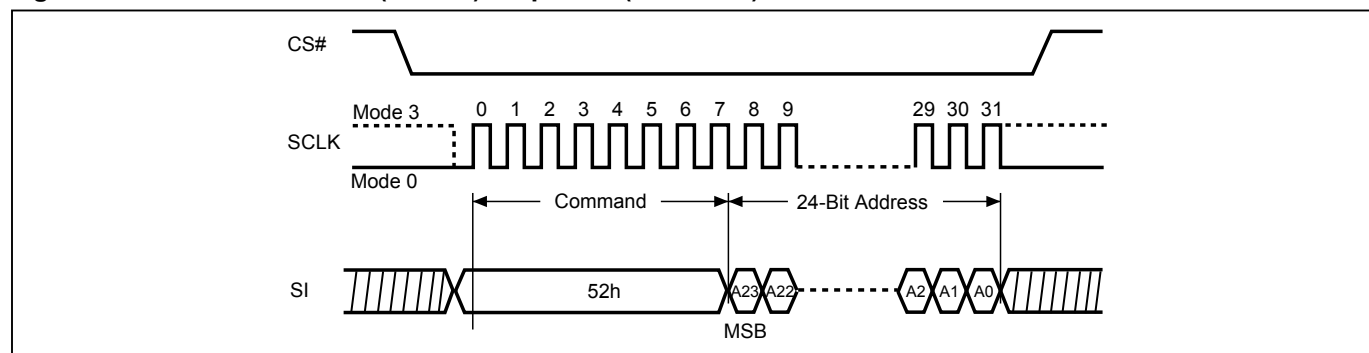 CS#
Mode 3 0 1 2 3 4 5 6 7 8 9 29 30 31
SCLK
Mode 0
Command 24-Bit Address
SI 52h A23 A22 A2 A1 A0
MSB